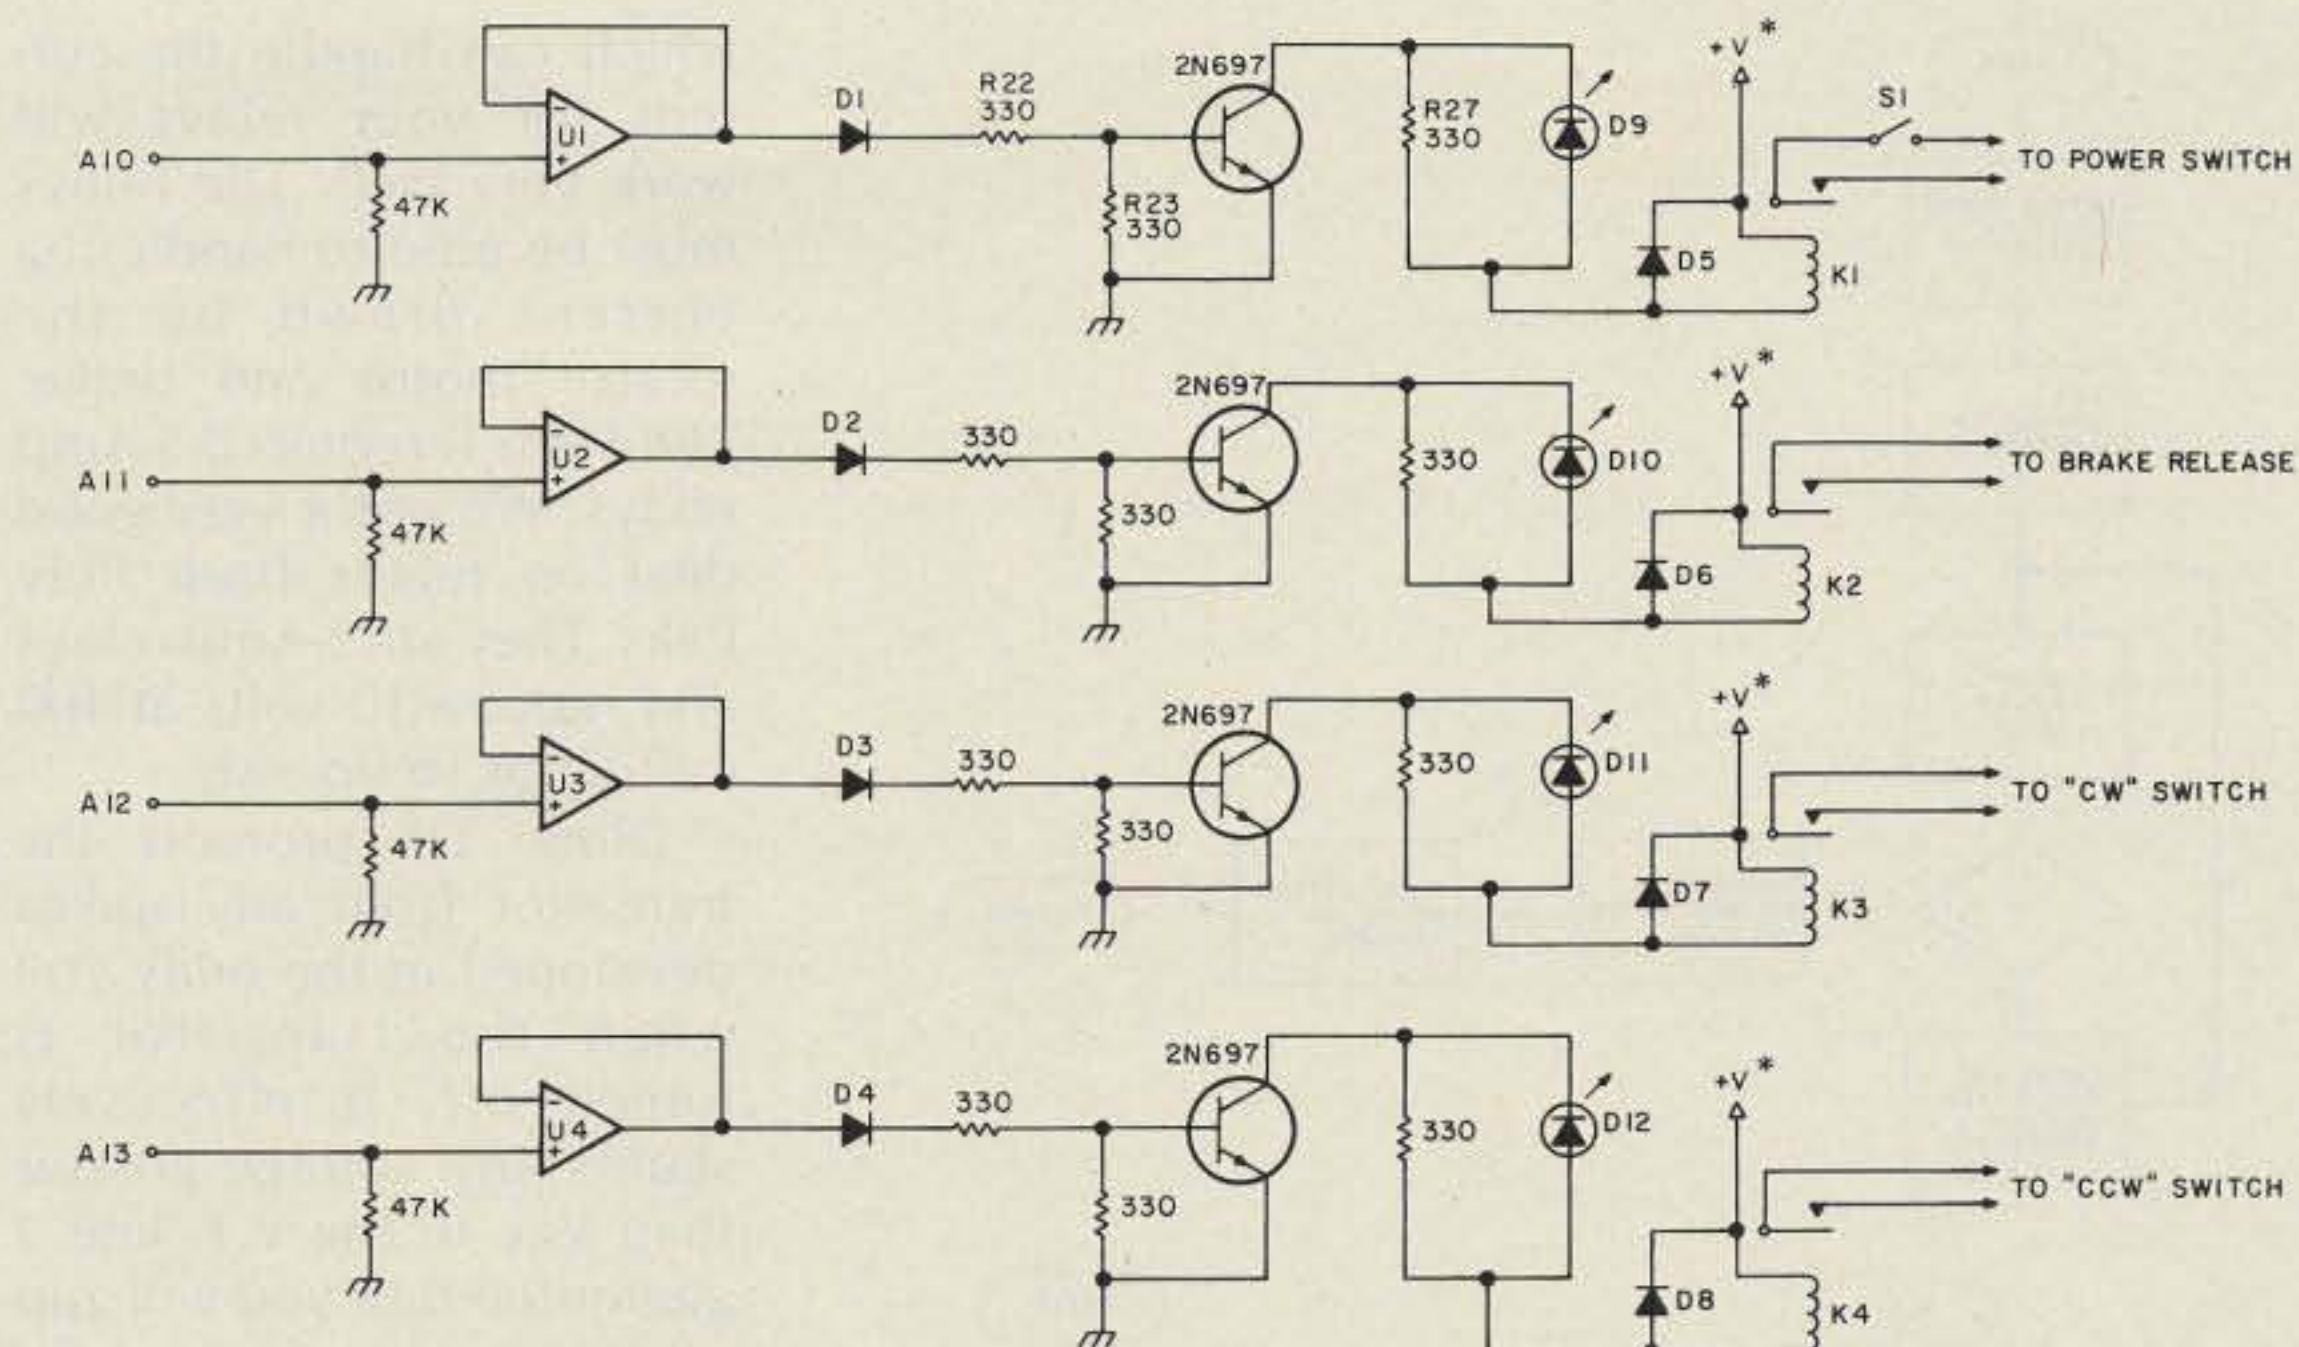 +V *
2N697
R22
330
D1
S1
R27
330
D9
- U1 +
A10
TO POWER SWITCH
47K
R23
330
D5
K1
+V *
2N697
D2
330
- U2 +
330
D10
TO BRAKE RELEASE
A11
330
47K
D6
K2
+V *
2N697
D3
330
- U3 +
330
D11
TO "CW" SWITCH
A12
330
47K
D7
K3
2N697
+V *
D4
330
- U4 +
330
D12
A13
TO "CCW" SWITCH
47K
330
D8
K4